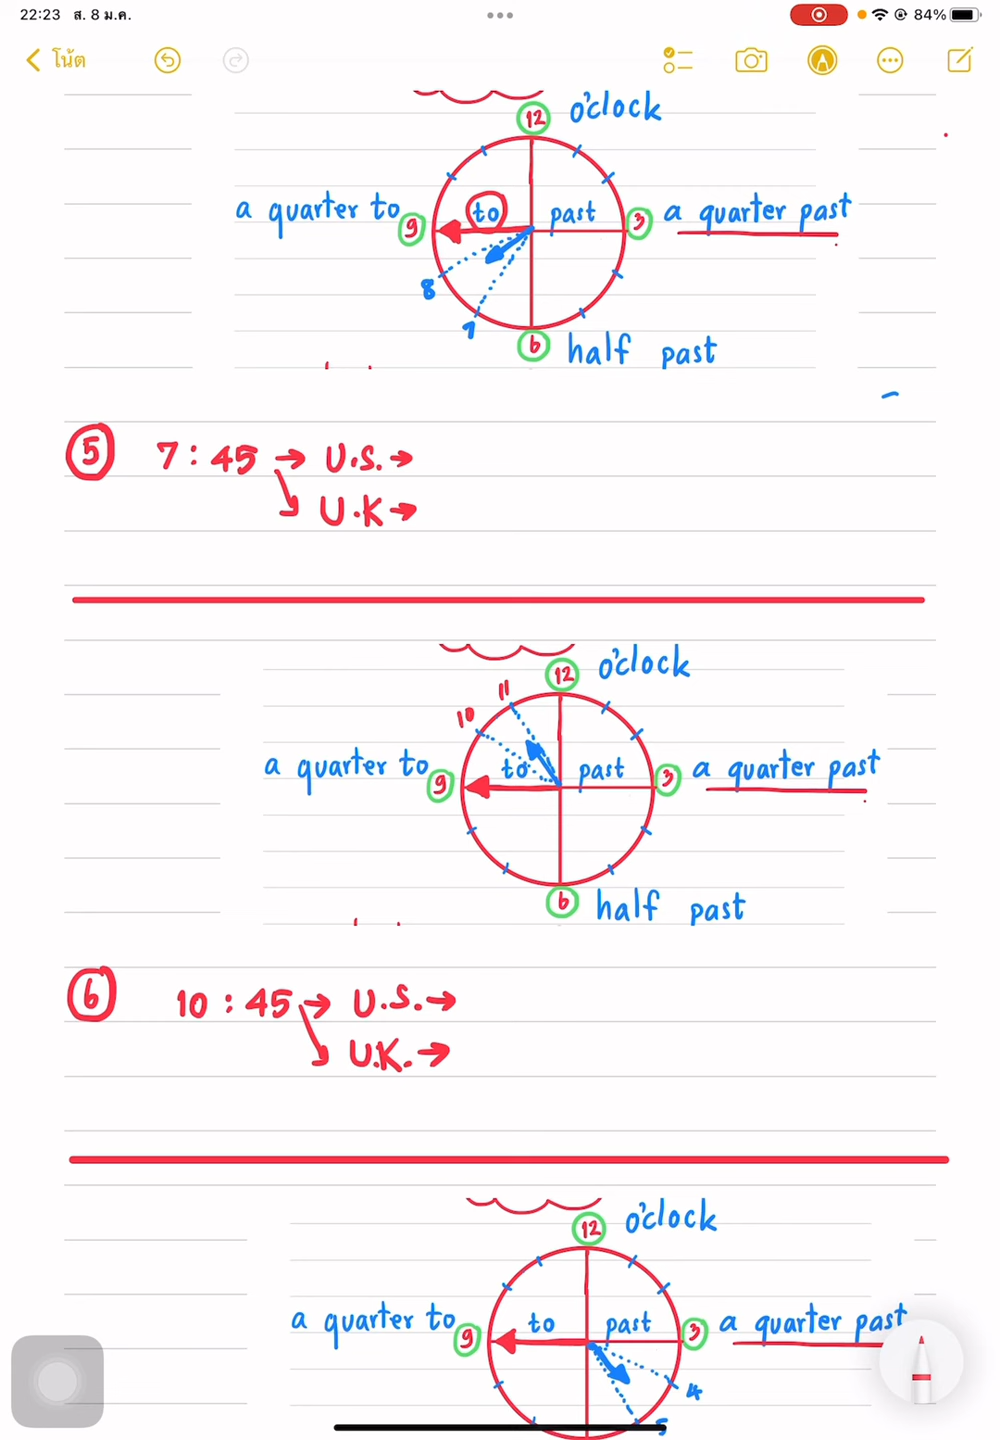 22:23 ส. 8 ม.ค.
84%
โน้ต
12 o'clock
a quarter to 9 to past 3 a quarter past
8
7
6 half past
5 7:45 → U.S. →
U.K →
12 o'clock
11
10
a quarter to 9 to past 3 a quarter past
6 half past
6 10:45 → U.S. →
U.K. →
12 o'clock
a quarter to 9 to past 3 a quarter past
4
5